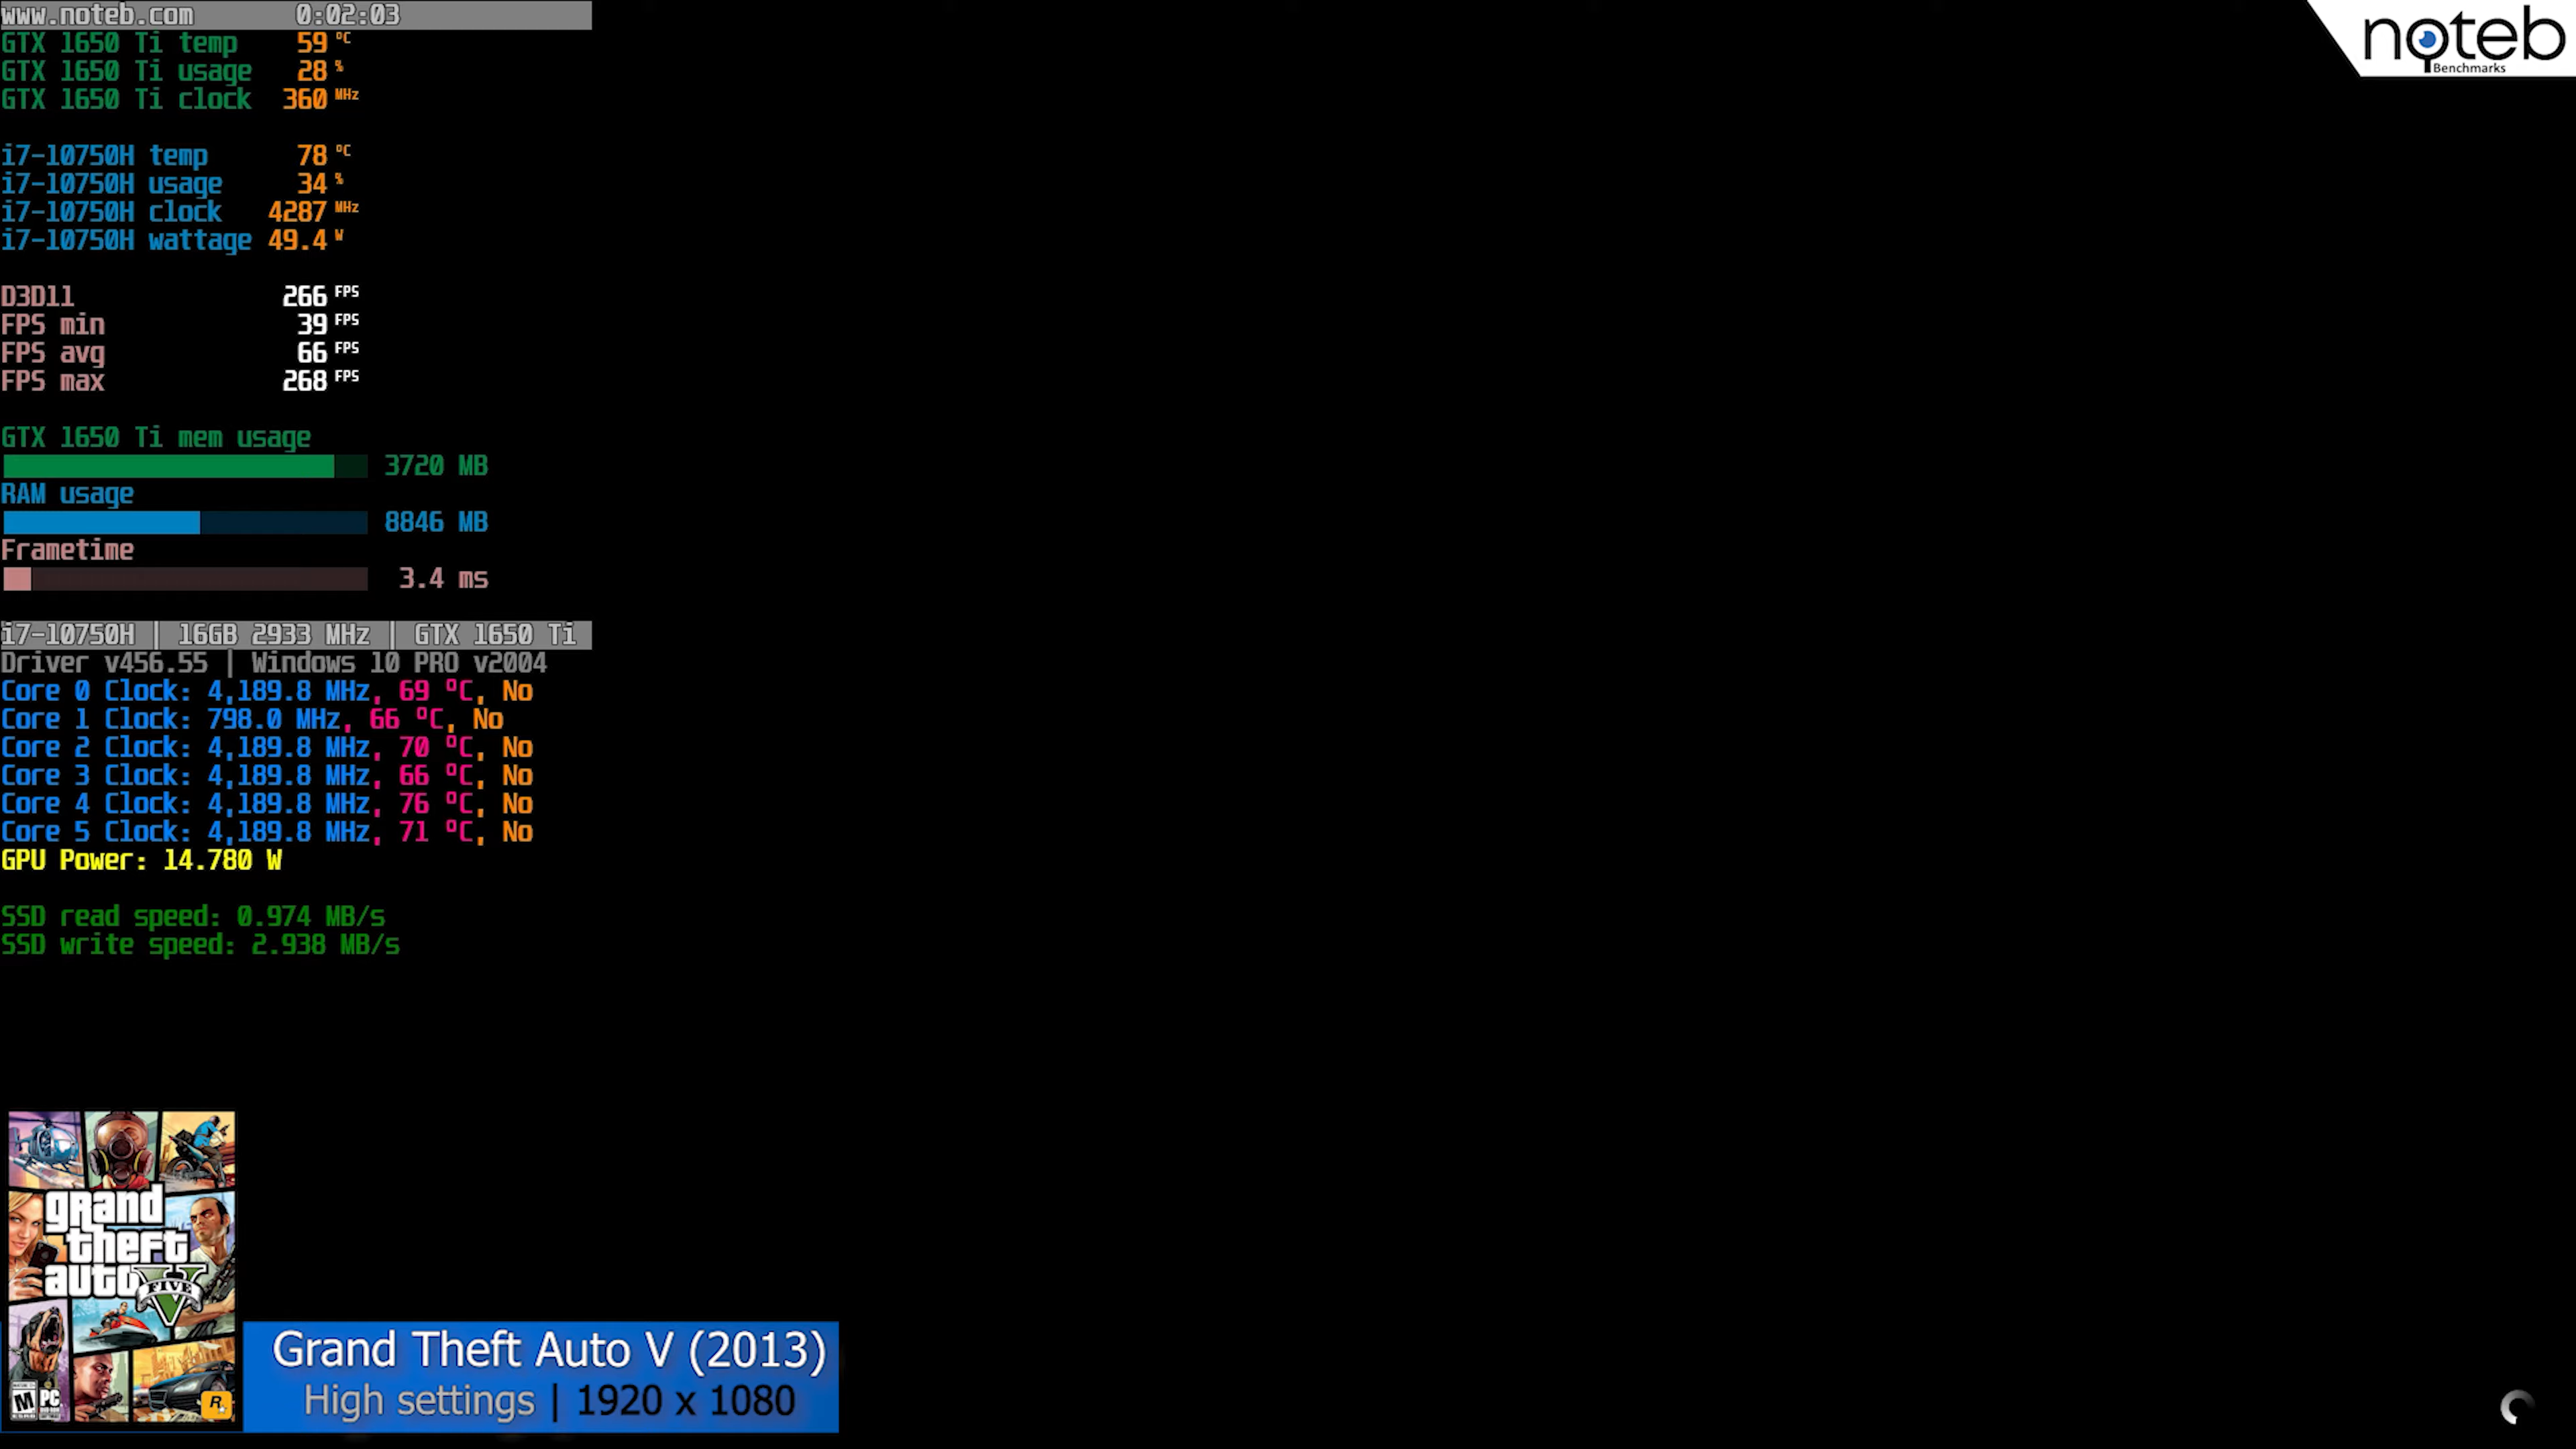 www.noteb.com 0:02:03
noteb
Benchmarks
GTX 1650 Ti temp 59 °C
GTX 1650 Ti usage 28 %
GTX 1650 Ti clock 360 MHz
i7-10750H temp 78 °C
i7-10750H usage 34 %
i7-10750H clock 4287 MHz
i7-10750H wattage 49.4 W
D3D11 266 FPS
FPS min 39 FPS
FPS avg 66 FPS
FPS max 268 FPS
GTX 1650 Ti mem usage
3720 MB
RAM usage
8846 MB
Frametime
3.4 ms
i7-10750H | 16GB 2933 MHz | GTX 1650 Ti
Driver v456.55 | Windows 10 PRO v2004
Core 0 Clock: 4,189.8 MHz, 69 °C, No
Core 1 Clock: 798.0 MHz, 66 °C, No
Core 2 Clock: 4,189.8 MHz, 70 °C, No
Core 3 Clock: 4,189.8 MHz, 66 °C, No
Core 4 Clock: 4,189.8 MHz, 76 °C, No
Core 5 Clock: 4,189.8 MHz, 71 °C, No
GPU Power: 14.780 W
SSD read speed: 0.974 MB/s
SSD write speed: 2.938 MB/s
grand
theft
auto
FIVE
V
M PC
R
Grand Theft Auto V (2013)
High settings | 1920 x 1080